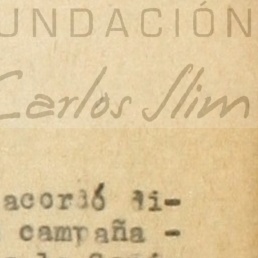 UNDACIÓN
Carlos Slim
acordó di-
campaña -